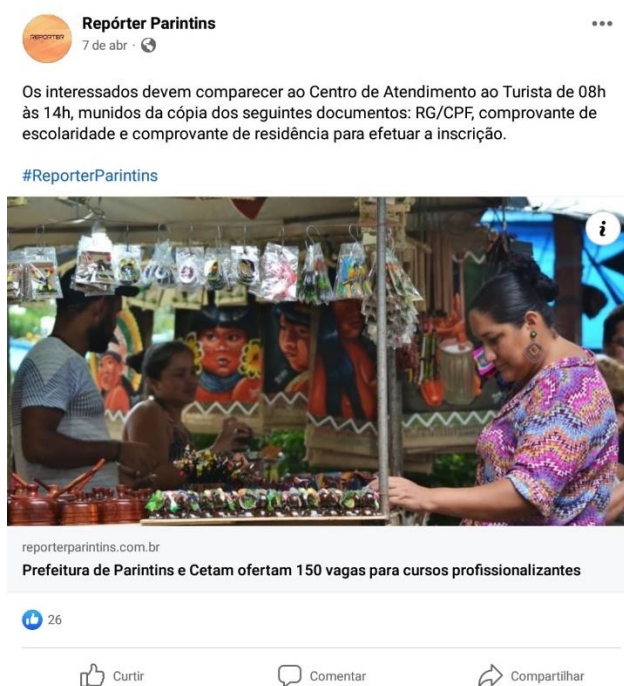 REPORTER
Repórter Parintins
7 de abr
Os interessados devem comparecer ao Centro de Atendimento ao Turista de 08h
às 14h, munidos da cópia dos seguintes documentos: RG/CPF, comprovante de
escolaridade e comprovante de residência para efetuar a inscrição.
#ReporterParintins
i
reporterparintins.com.br
Prefeitura de Parintins e Cetam ofertam 150 vagas para cursos profissionalizantes
26
Curtir
Comentar
Compartilhar